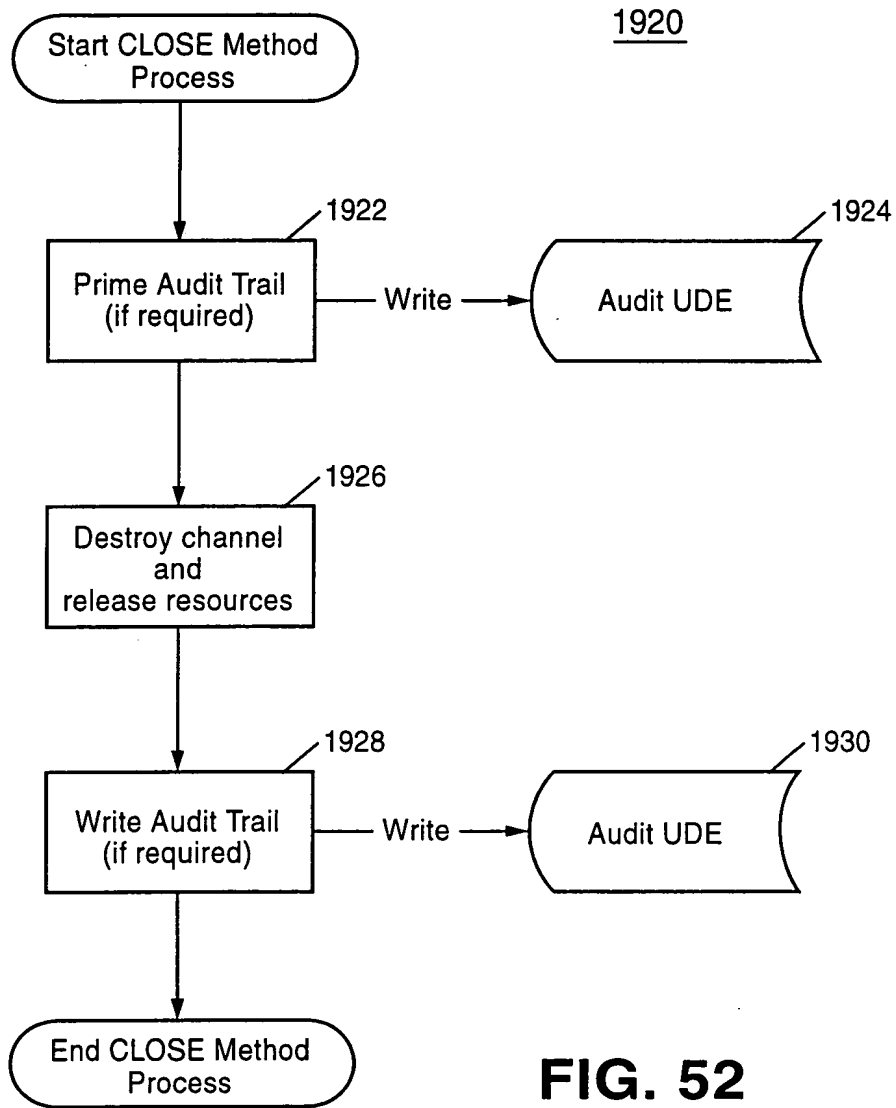 1920
Start CLOSE Method
Process
1922
Prime Audit Trail
(if required)
Write
1924
Audit UDE
1926
Destroy channel
and
release resources
1928
Write Audit Trail
(if required)
Write
1930
Audit UDE
End CLOSE Method
Process
FIG. 52